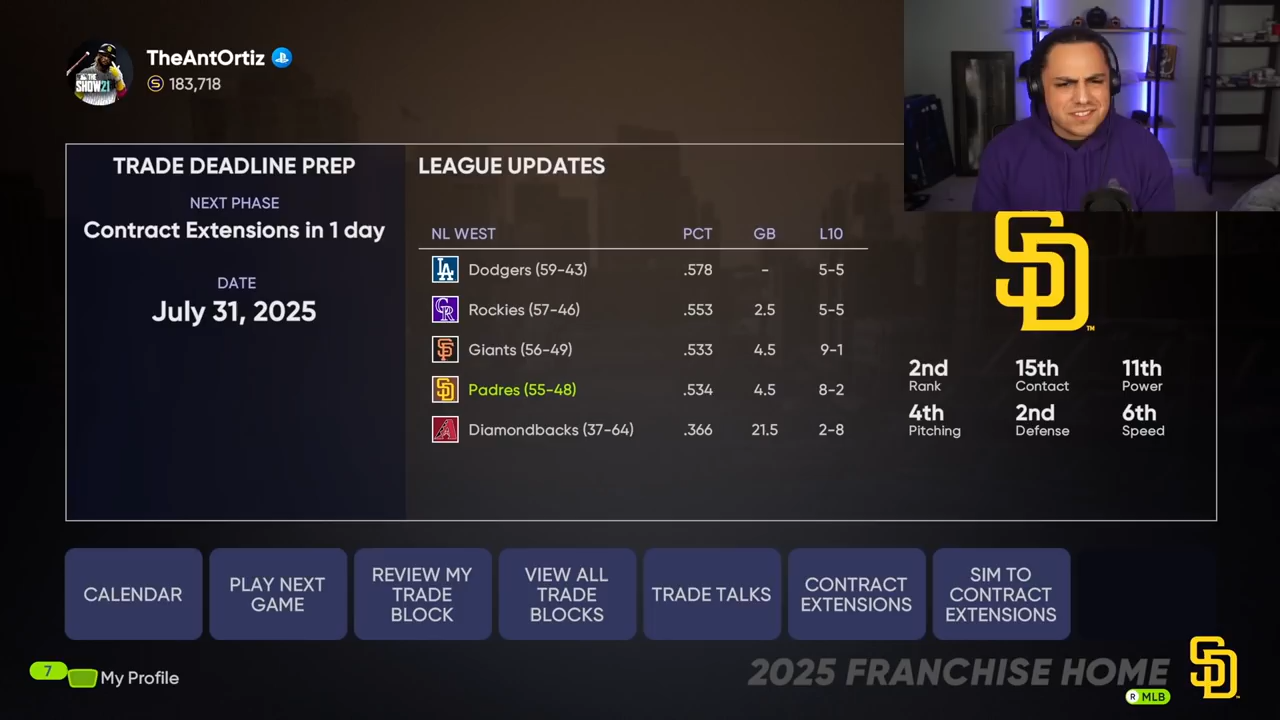 TheAntOrtiz
183,718
THE
SHOW21
TRADE DEADLINE PREP
NEXT PHASE
Contract Extensions in 1 day
DATE
July 31, 2025
LEAGUE UPDATES
NL WEST PCT GB L10
Dodgers (59-43) .578 - 5-5
Rockies (57-46) .553 2.5 5-5
Giants (56-49) .533 4.5 9-1
Padres (55-48) .534 4.5 8-2
Diamondbacks (37-64) .366 21.5 2-8
SD
2nd 15th 11th
Rank Contact Power
4th 2nd 6th
Pitching Defense Speed
CALENDAR
PLAY NEXT
GAME
REVIEW MY
TRADE
BLOCK
VIEW ALL
TRADE
BLOCKS
TRADE TALKS
CONTRACT
EXTENSIONS
SIM TO
CONTRACT
EXTENSIONS
7
My Profile
2025 FRANCHISE HOME
R MLB
SD